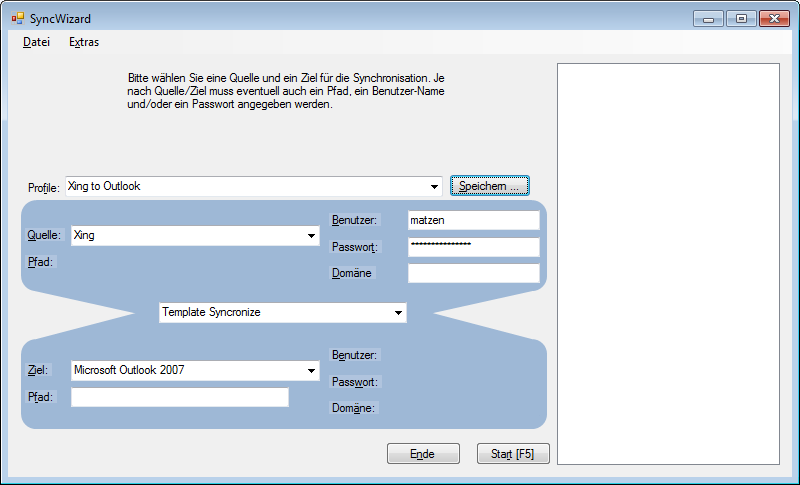 SyncWizard
Datei Extras
Bitte wählen Sie eine Quelle und ein Ziel für die Synchronisation. Je
nach Quelle/Ziel muss eventuell auch ein Pfad, ein Benutzer-Name
und/oder ein Passwort angegeben werden.
Profile: Xing to Outlook Speichern ...
Benutzer: matzen
Quelle: Xing
Passwort: ***************
Pfad:
Domäne
Template Syncronize
Benutzer:
Ziel: Microsoft Outlook 2007
Passwort:
Pfad:
Domäne:
Ende Start [F5]